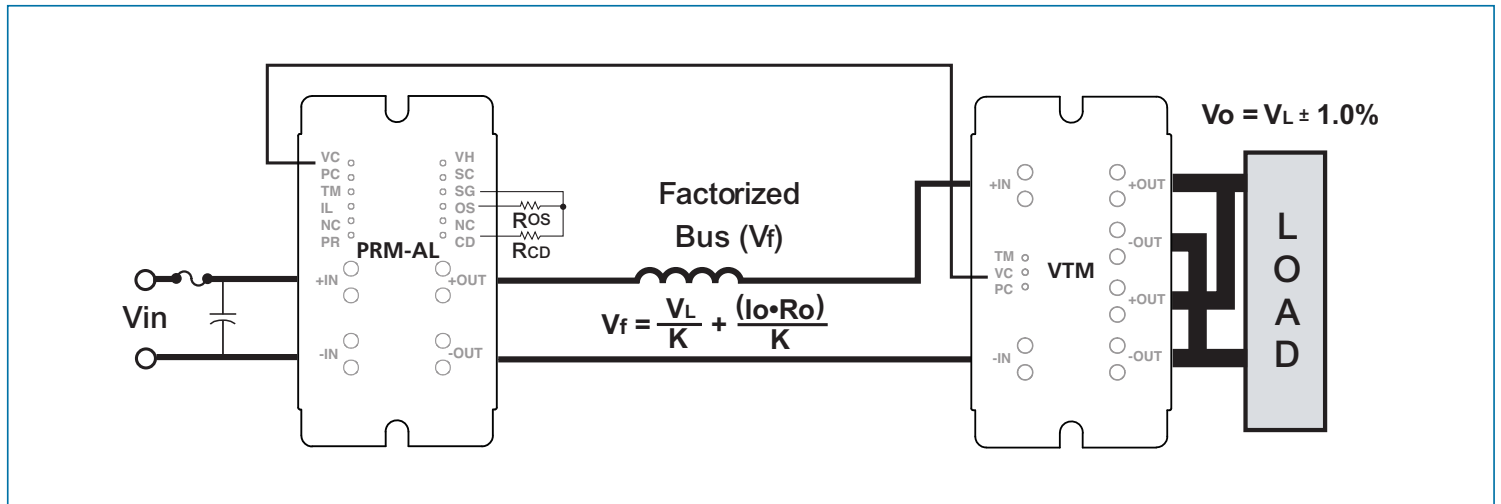 Vo = VL ± 1.0%
VC
PC
TM
IL
NC
PR
VH
SC
SG
OS
NC
CD
ROS
RCD
PRM-AL
+IN
-IN
+OUT
-OUT
Vin
Factorized
Bus (Vf)
Vf = VL/K + (Io•Ro)/K
+IN
TM
VC
PC
-IN
VTM
+OUT
-OUT
+OUT
-OUT
L
O
A
D